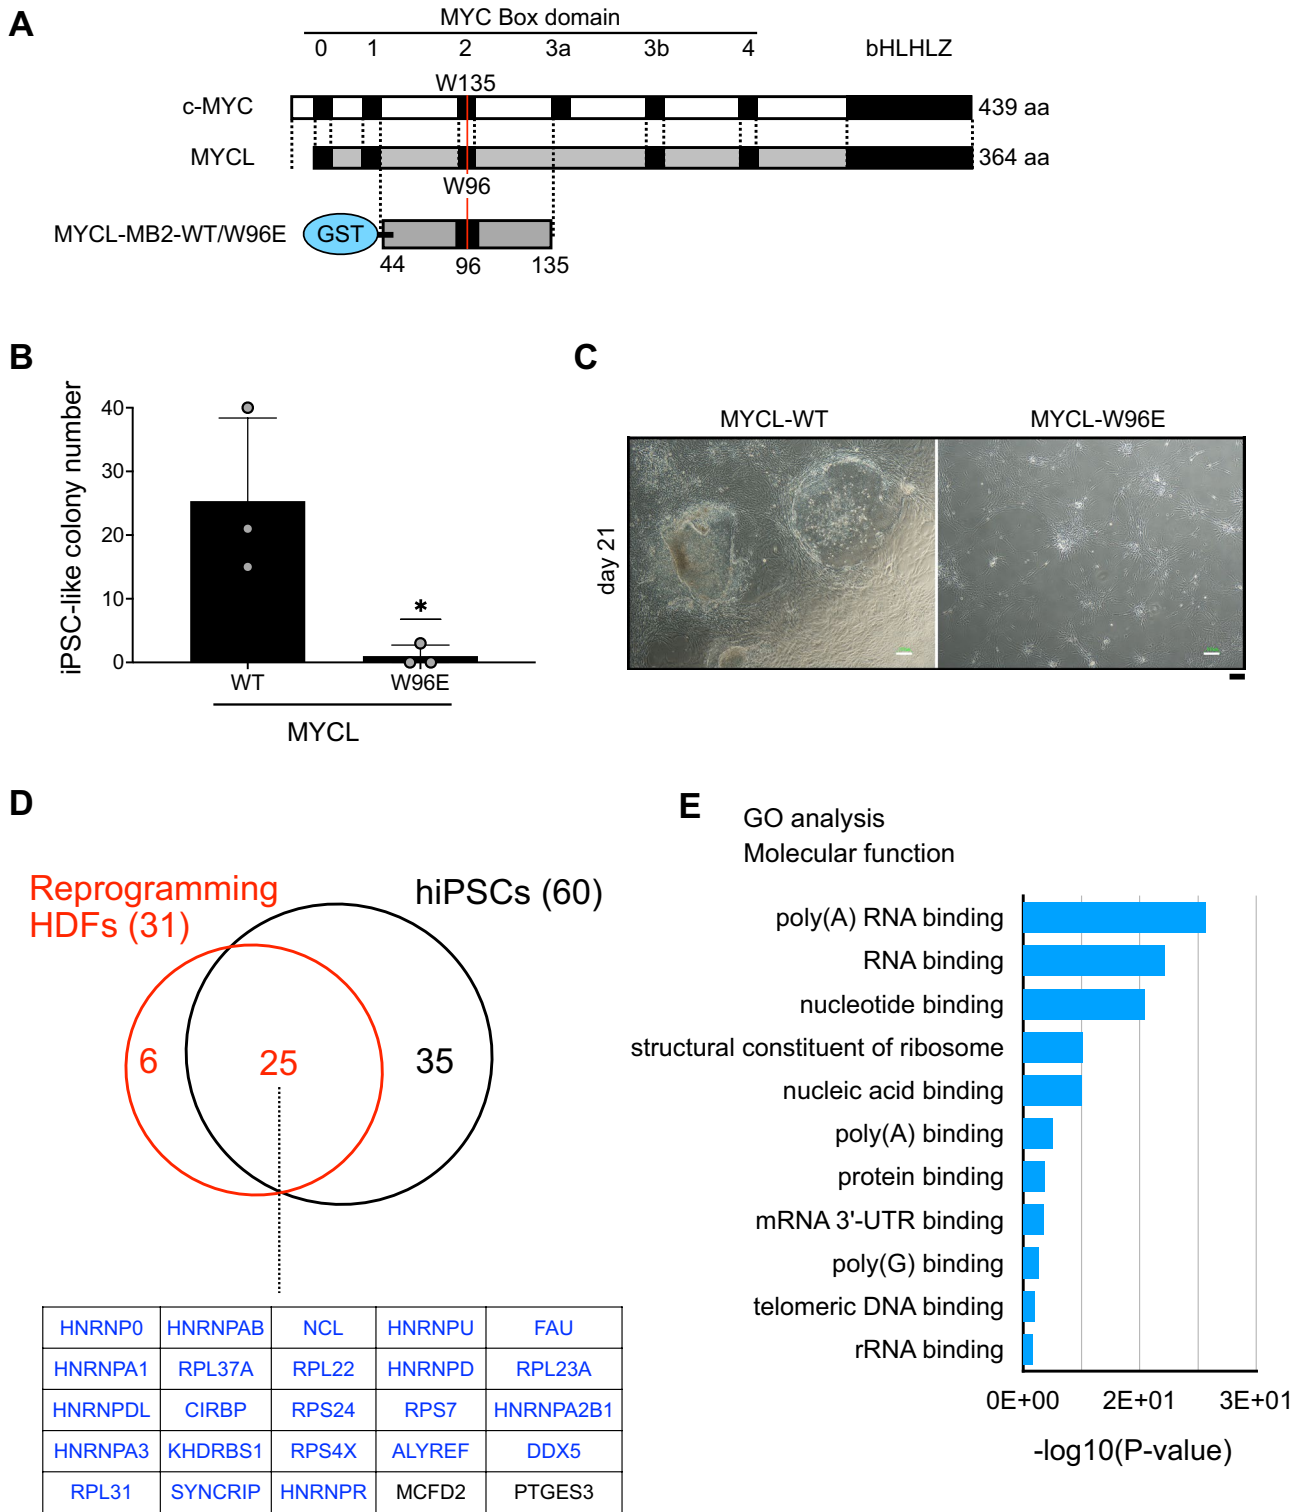 A
MYC Box domain
0 1 2 3a 3b 4 bHLHLZ
W135
c-MYC 439 aa
MYCL 364 aa
W96
MYCL-MB2-WT/W96E GST
44 96 135
B
iPSC-like colony number
40
30
20
10
0
*
WT W96E
MYCL
C
MYCL-WT MYCL-W96E
day 21
D
Reprogramming
HDFs (31)
hiPSCs (60)
6 25 35
HNRNP0 HNRNPAB NCL HNRNPU FAU
HNRNPA1 RPL37A RPL22 HNRNPD RPL23A
HNRNPDL CIRBP RPS24 RPS7 HNRNPA2B1
HNRNPA3 KHDRBS1 RPS4X ALYREF DDX5
RPL31 SYNCRIP HNRNPR MCFD2 PTGES3
E
GO analysis
Molecular function
poly(A) RNA binding
RNA binding
nucleotide binding
structural constituent of ribosome
nucleic acid binding
poly(A) binding
protein binding
mRNA 3'-UTR binding
poly(G) binding
telomeric DNA binding
rRNA binding
0E+00 2E+01 3E+01
-log10(P-value)